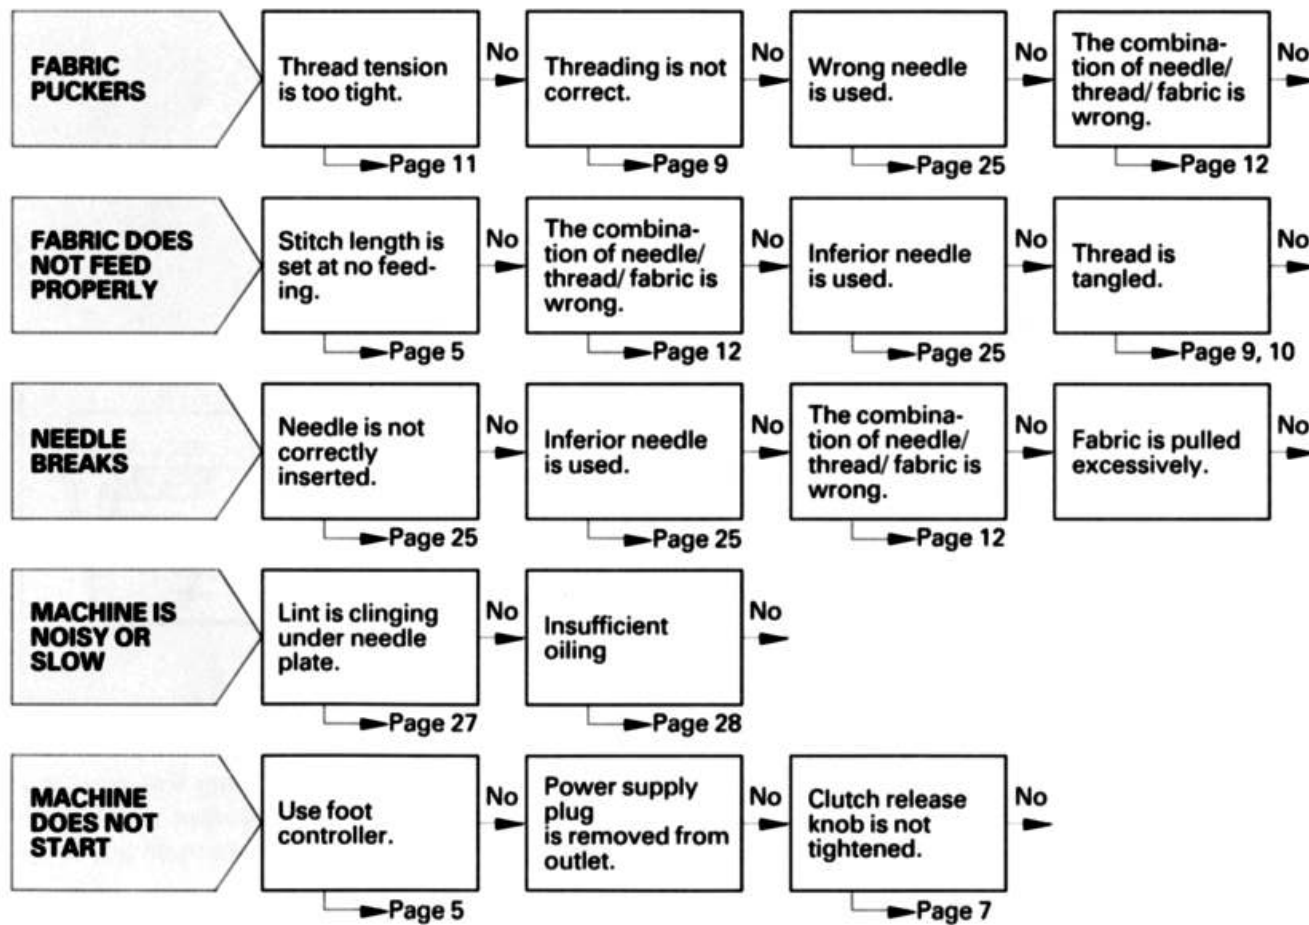 FABRIC
PUCKERS
Thread tension
is too tight.
No
Page 11
Threading is not
correct.
No
Page 9
Wrong needle
is used.
No
Page 25
The combina-
tion of needle/
thread/ fabric is
wrong.
No
Page 12
FABRIC DOES
NOT FEED
PROPERLY
Stitch length is
set at no feed-
ing.
No
Page 5
The combina-
tion of needle/
thread/ fabric is
wrong.
No
Page 12
Inferior needle
is used.
No
Page 25
Thread is
tangled.
No
Page 9, 10
NEEDLE
BREAKS
Needle is not
correctly
inserted.
No
Page 25
Inferior needle
is used.
No
Page 25
The combina-
tion of needle/
thread/ fabric is
wrong.
No
Page 12
Fabric is pulled
excessively.
No
MACHINE IS
NOISY OR
SLOW
Lint is clinging
under needle
plate.
No
Page 27
Insufficient
oiling
No
Page 28
MACHINE
DOES NOT
START
Use foot
controller.
No
Page 5
Power supply
plug
is removed from
outlet.
No
Clutch release
knob is not
tightened.
No
Page 7